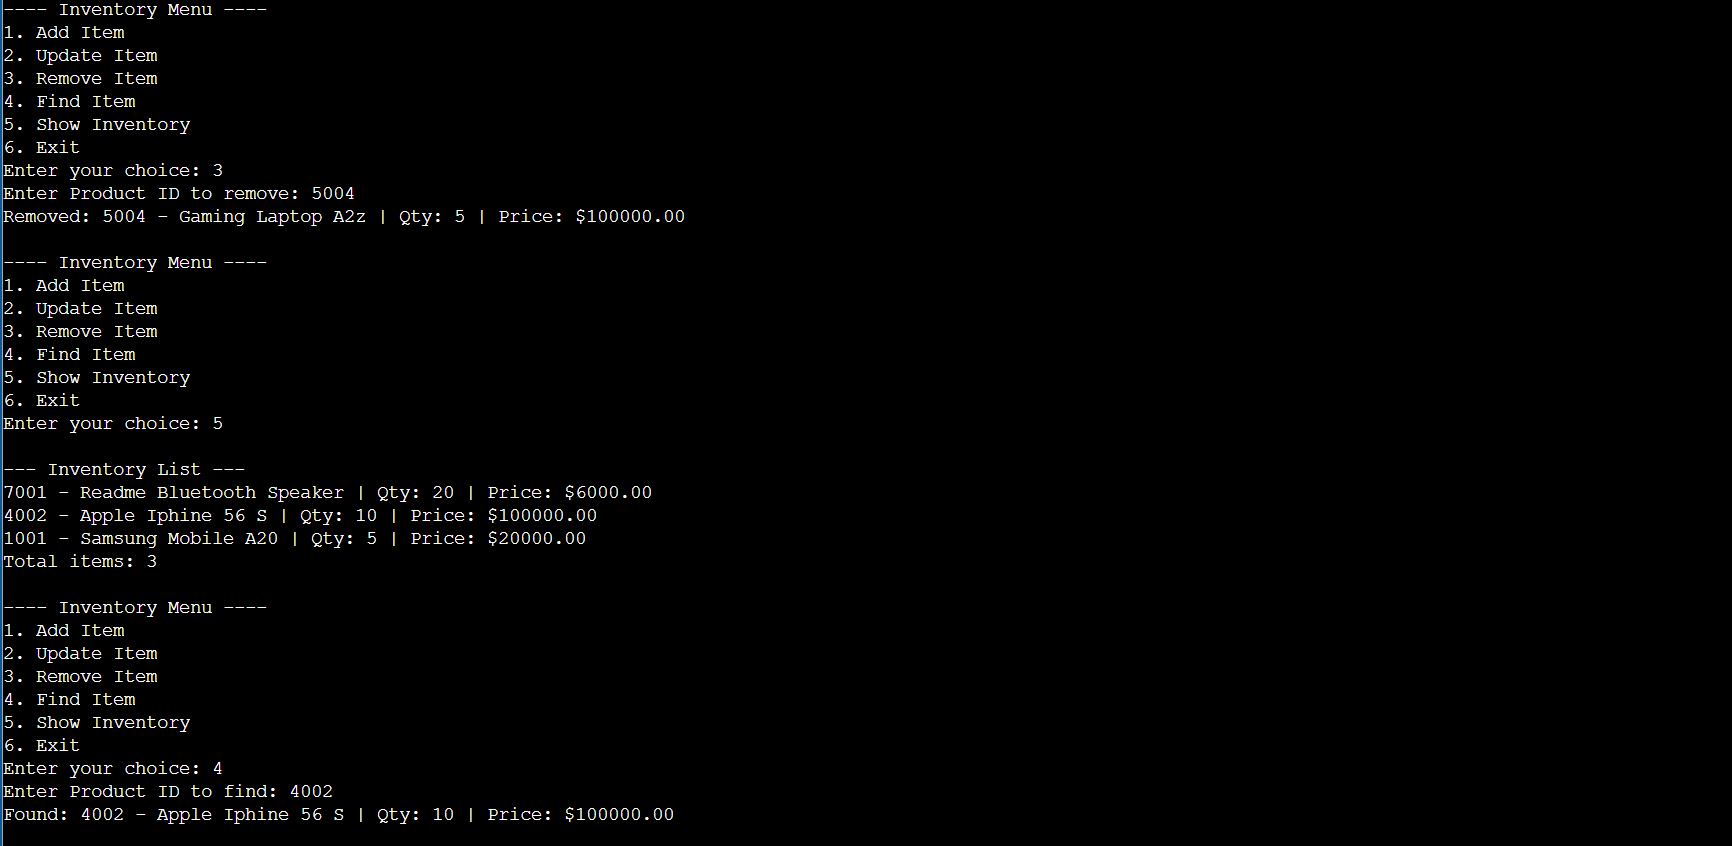 ---- Inventory Menu ----
1. Add Item
2. Update Item
3. Remove Item
4. Find Item
5. Show Inventory
6. Exit
Enter your choice: 3
Enter Product ID to remove: 5004
Removed: 5004 - Gaming Laptop A2z | Qty: 5 | Price: $100000.00

---- Inventory Menu ----
1. Add Item
2. Update Item
3. Remove Item
4. Find Item
5. Show Inventory
6. Exit
Enter your choice: 5

--- Inventory List ---
7001 - Readme Bluetooth Speaker | Qty: 20 | Price: $6000.00
4002 - Apple Iphine 56 S | Qty: 10 | Price: $100000.00
1001 - Samsung Mobile A20 | Qty: 5 | Price: $20000.00
Total items: 3

---- Inventory Menu ----
1. Add Item
2. Update Item
3. Remove Item
4. Find Item
5. Show Inventory
6. Exit
Enter your choice: 4
Enter Product ID to find: 4002
Found: 4002 - Apple Iphine 56 S | Qty: 10 | Price: $100000.00